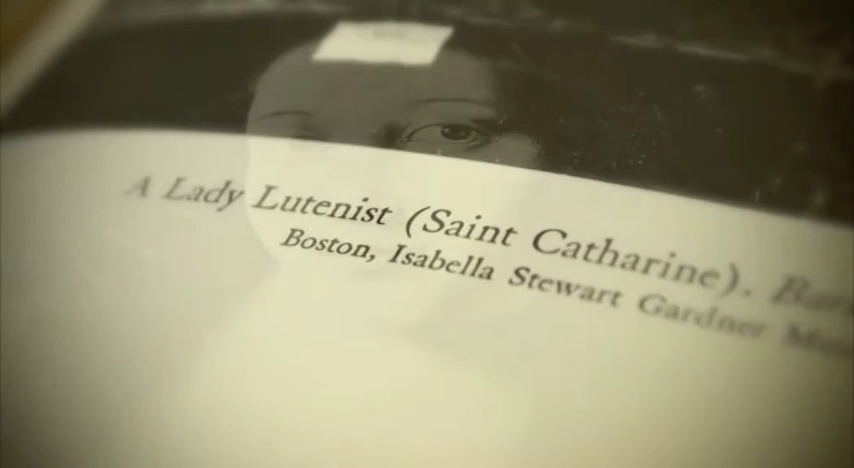 A Lady Lutenist (Saint Catharine).
Boston, Isabella Stewart Gardner